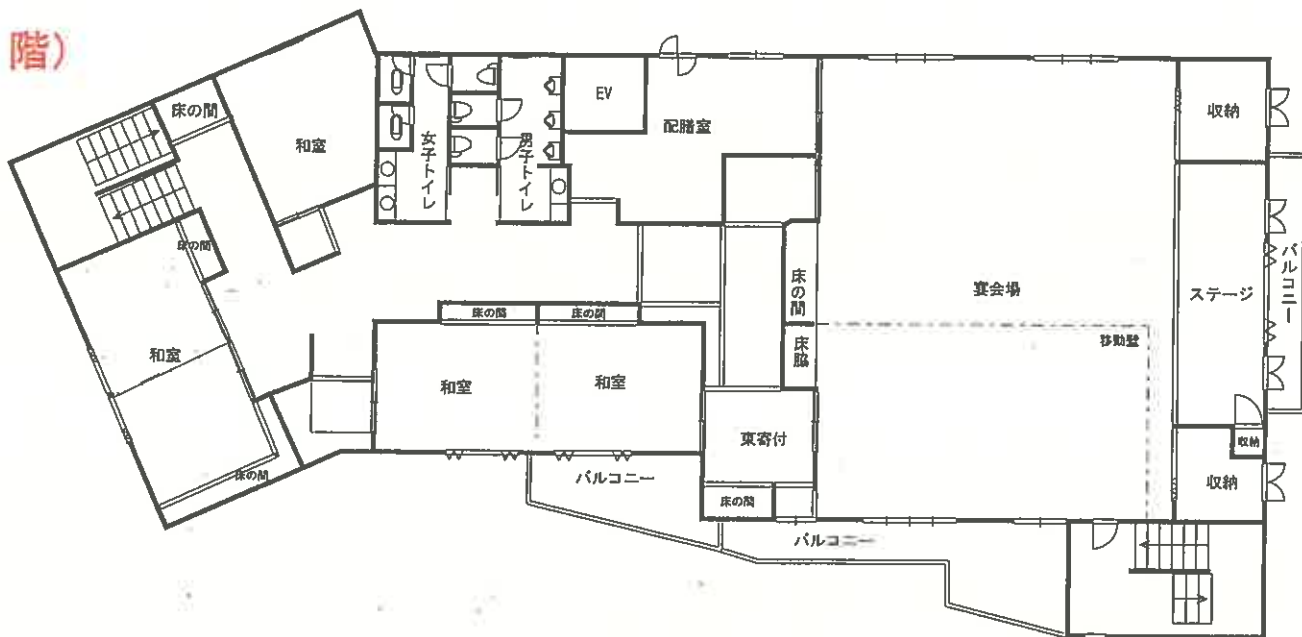 階)
床の間
和室
女子トイレ
男子トイレ
EV
配膳室
収納
床の間
床の間
床の間
床の間
床脇
宴会場
ステージ
バルコニー
移動壁
和室
和室
和室
東寄付
収納
収納
床の間
床の間
バルコニー
バルコニー